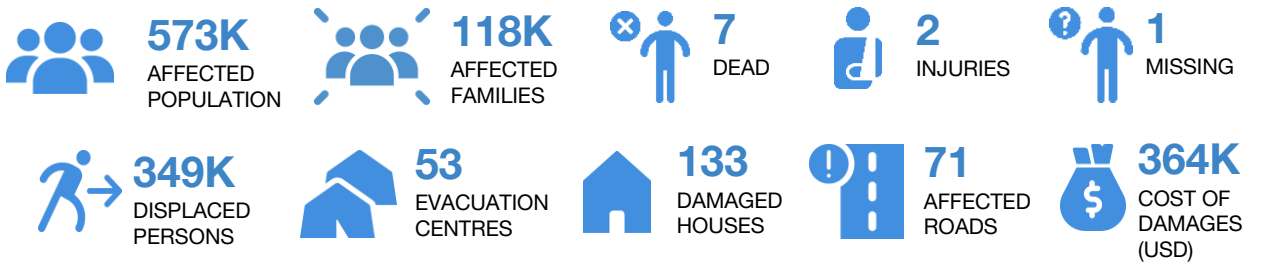 573K
AFFECTED
POPULATION
118K
AFFECTED
FAMILIES
7
DEAD
2
INJURIES
?
1
MISSING
349K
DISPLACED
PERSONS
53
EVACUATION
CENTRES
133
DAMAGED
HOUSES
!
71
AFFECTED
ROADS
$
364K
COST OF
DAMAGES
(USD)